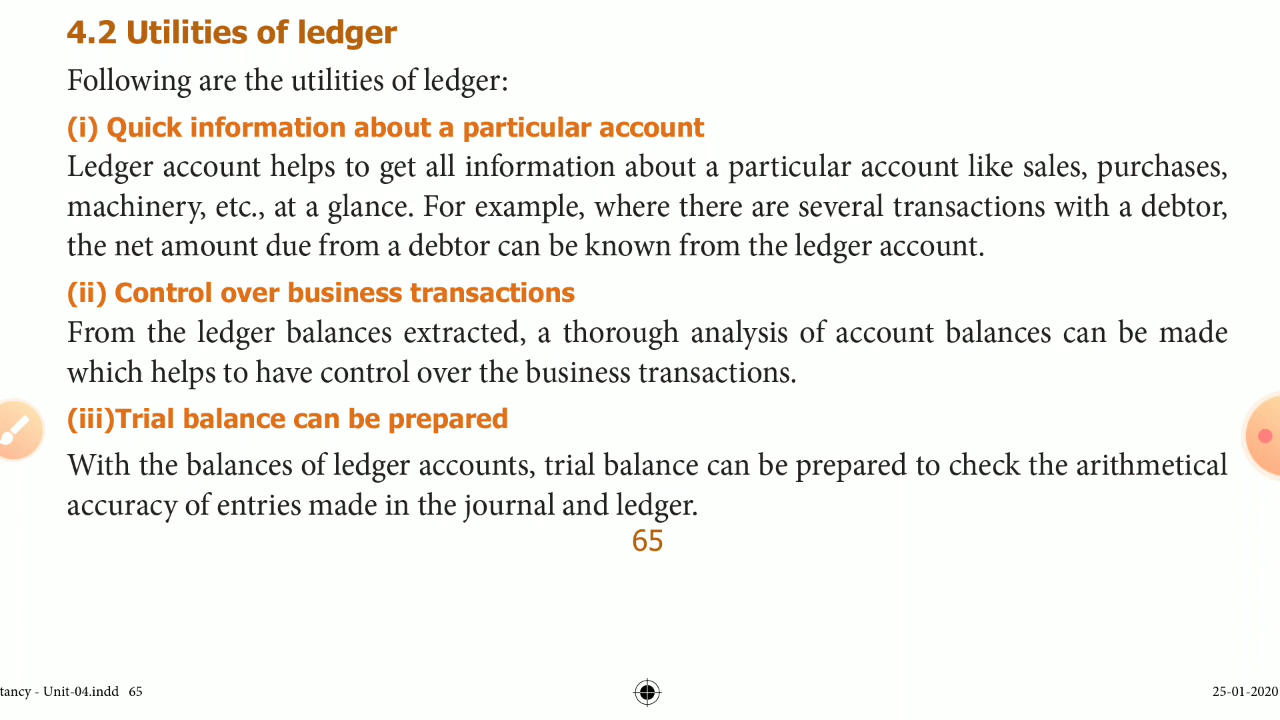 4.2 Utilities of ledger
Following are the utilities of ledger:
(i) Quick information about a particular account
Ledger account helps to get all information about a particular account like sales, purchases,
machinery, etc., at a glance. For example, where there are several transactions with a debtor,
the net amount due from a debtor can be known from the ledger account.
(ii) Control over business transactions
From the ledger balances extracted, a thorough analysis of account balances can be made
which helps to have control over the business transactions.
(iii)Trial balance can be prepared
With the balances of ledger accounts, trial balance can be prepared to check the arithmetical
accuracy of entries made in the journal and ledger.
65
tancy - Unit-04.indd 65
25-01-2020